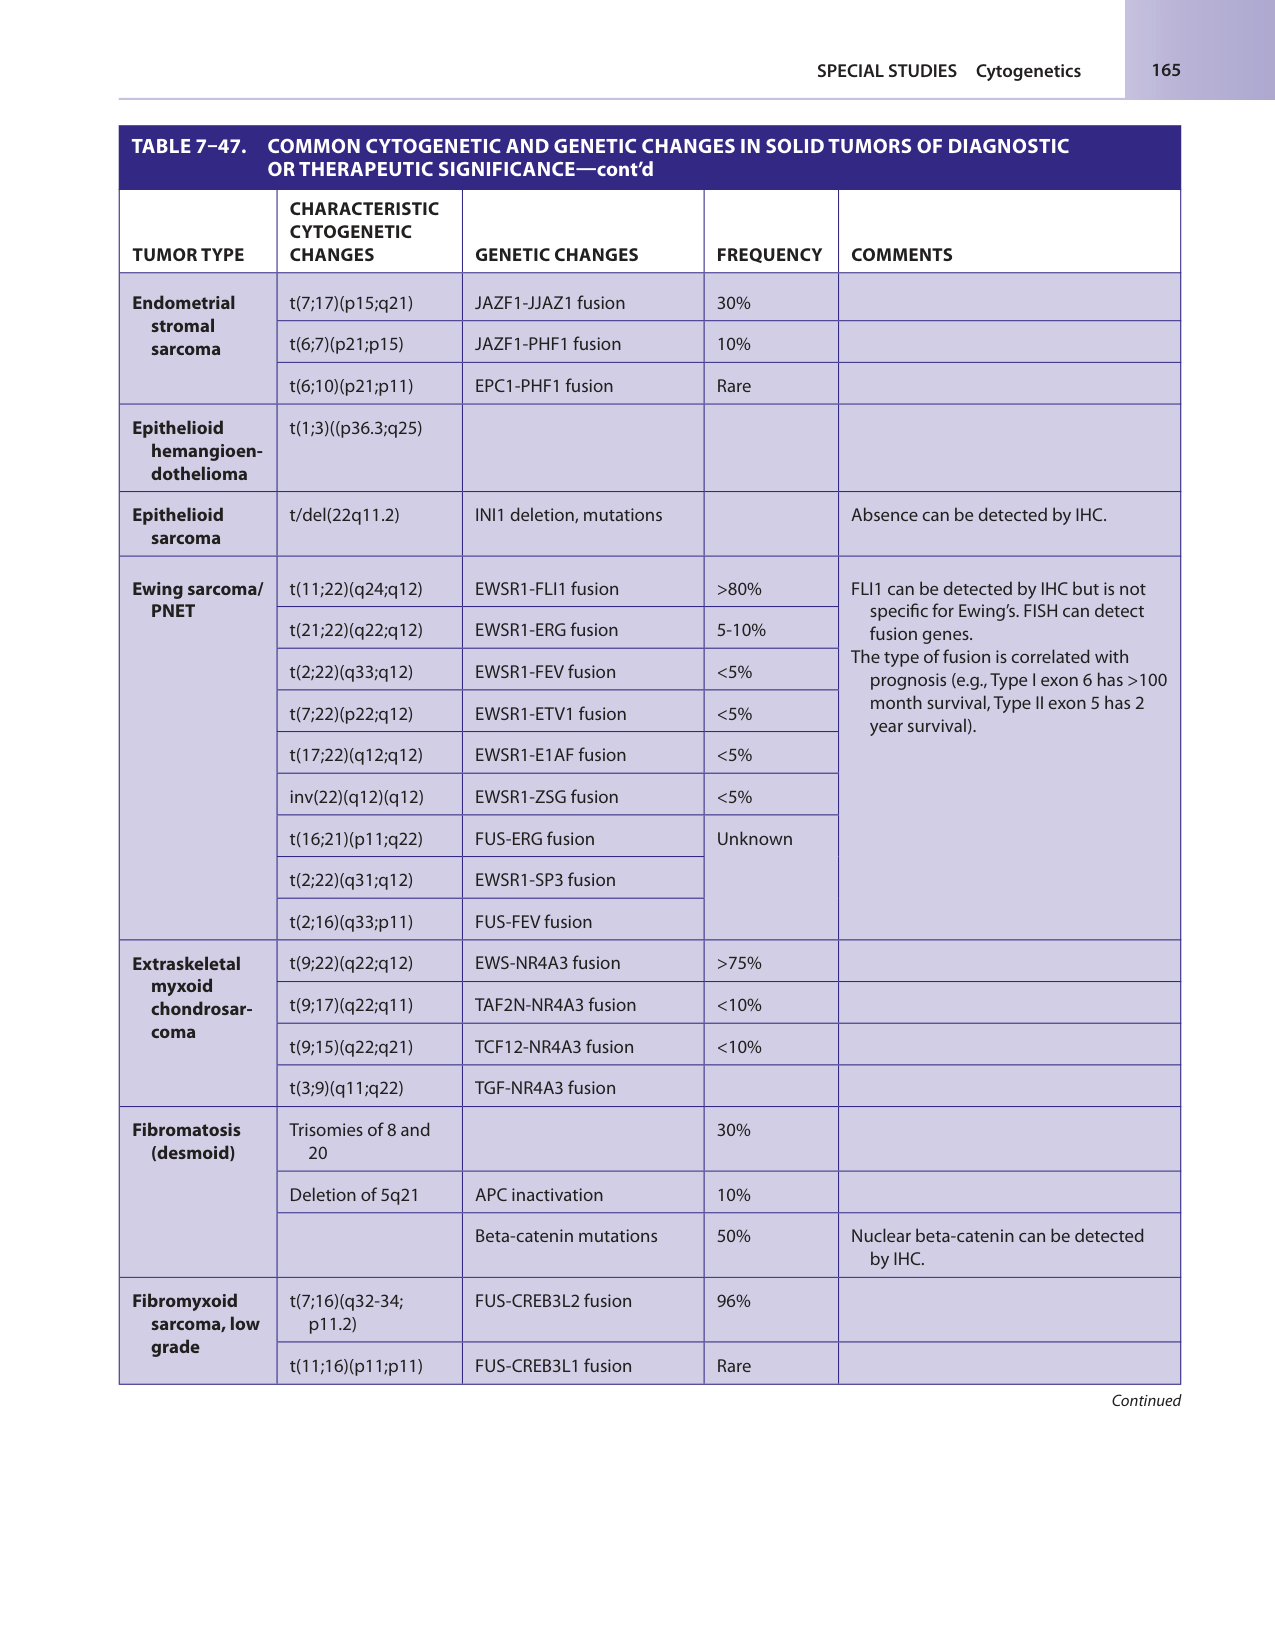 SPECIAL STUDIES Cytogenetics 165
TABLE 7–47. COMMON CYTOGENETIC AND GENETIC CHANGES IN SOLID TUMORS OF DIAGNOSTIC
OR THERAPEUTIC SIGNIFICANCE—cont’d
TUMOR TYPE
CHARACTERISTIC
CYTOGENETIC
CHANGES
GENETIC CHANGES
FREQUENCY
COMMENTS
Endometrial
stromal
sarcoma
t(7;17)(p15;q21) JAZF1-JJAZ1 fusion 30%
t(6;7)(p21;p15) JAZF1-PHF1 fusion 10%
t(6;10)(p21;p11) EPC1-PHF1 fusion Rare
Epithelioid
hemangioen-
dothelioma
t(1;3)((p36.3;q25)
Epithelioid
sarcoma
t/del(22q11.2) INI1 deletion, mutations Absence can be detected by IHC.
Ewing sarcoma/
PNET
t(11;22)(q24;q12) EWSR1-FLI1 fusion >80%
t(21;22)(q22;q12) EWSR1-ERG fusion 5-10%
t(2;22)(q33;q12) EWSR1-FEV fusion <5%
t(7;22)(p22;q12) EWSR1-ETV1 fusion <5%
t(17;22)(q12;q12) EWSR1-E1AF fusion <5%
inv(22)(q12)(q12) EWSR1-ZSG fusion <5%
t(16;21)(p11;q22) FUS-ERG fusion Unknown
t(2;22)(q31;q12) EWSR1-SP3 fusion
t(2;16)(q33;p11) FUS-FEV fusion
FLI1 can be detected by IHC but is not
specific for Ewing’s. FISH can detect
fusion genes.
The type of fusion is correlated with
prognosis (e.g., Type I exon 6 has >100
month survival, Type II exon 5 has 2
year survival).
Extraskeletal
myxoid
chondrosar-
coma
t(9;22)(q22;q12) EWS-NR4A3 fusion >75%
t(9;17)(q22;q11) TAF2N-NR4A3 fusion <10%
t(9;15)(q22;q21) TCF12-NR4A3 fusion <10%
t(3;9)(q11;q22) TGF-NR4A3 fusion
Fibromatosis
(desmoid)
Trisomies of 8 and
20
30%
Deletion of 5q21 APC inactivation 10%
Beta-catenin mutations 50% Nuclear beta-catenin can be detected
by IHC.
Fibromyxoid
sarcoma, low
grade
t(7;16)(q32-34;
p11.2)
FUS-CREB3L2 fusion 96%
t(11;16)(p11;p11) FUS-CREB3L1 fusion Rare
Continued